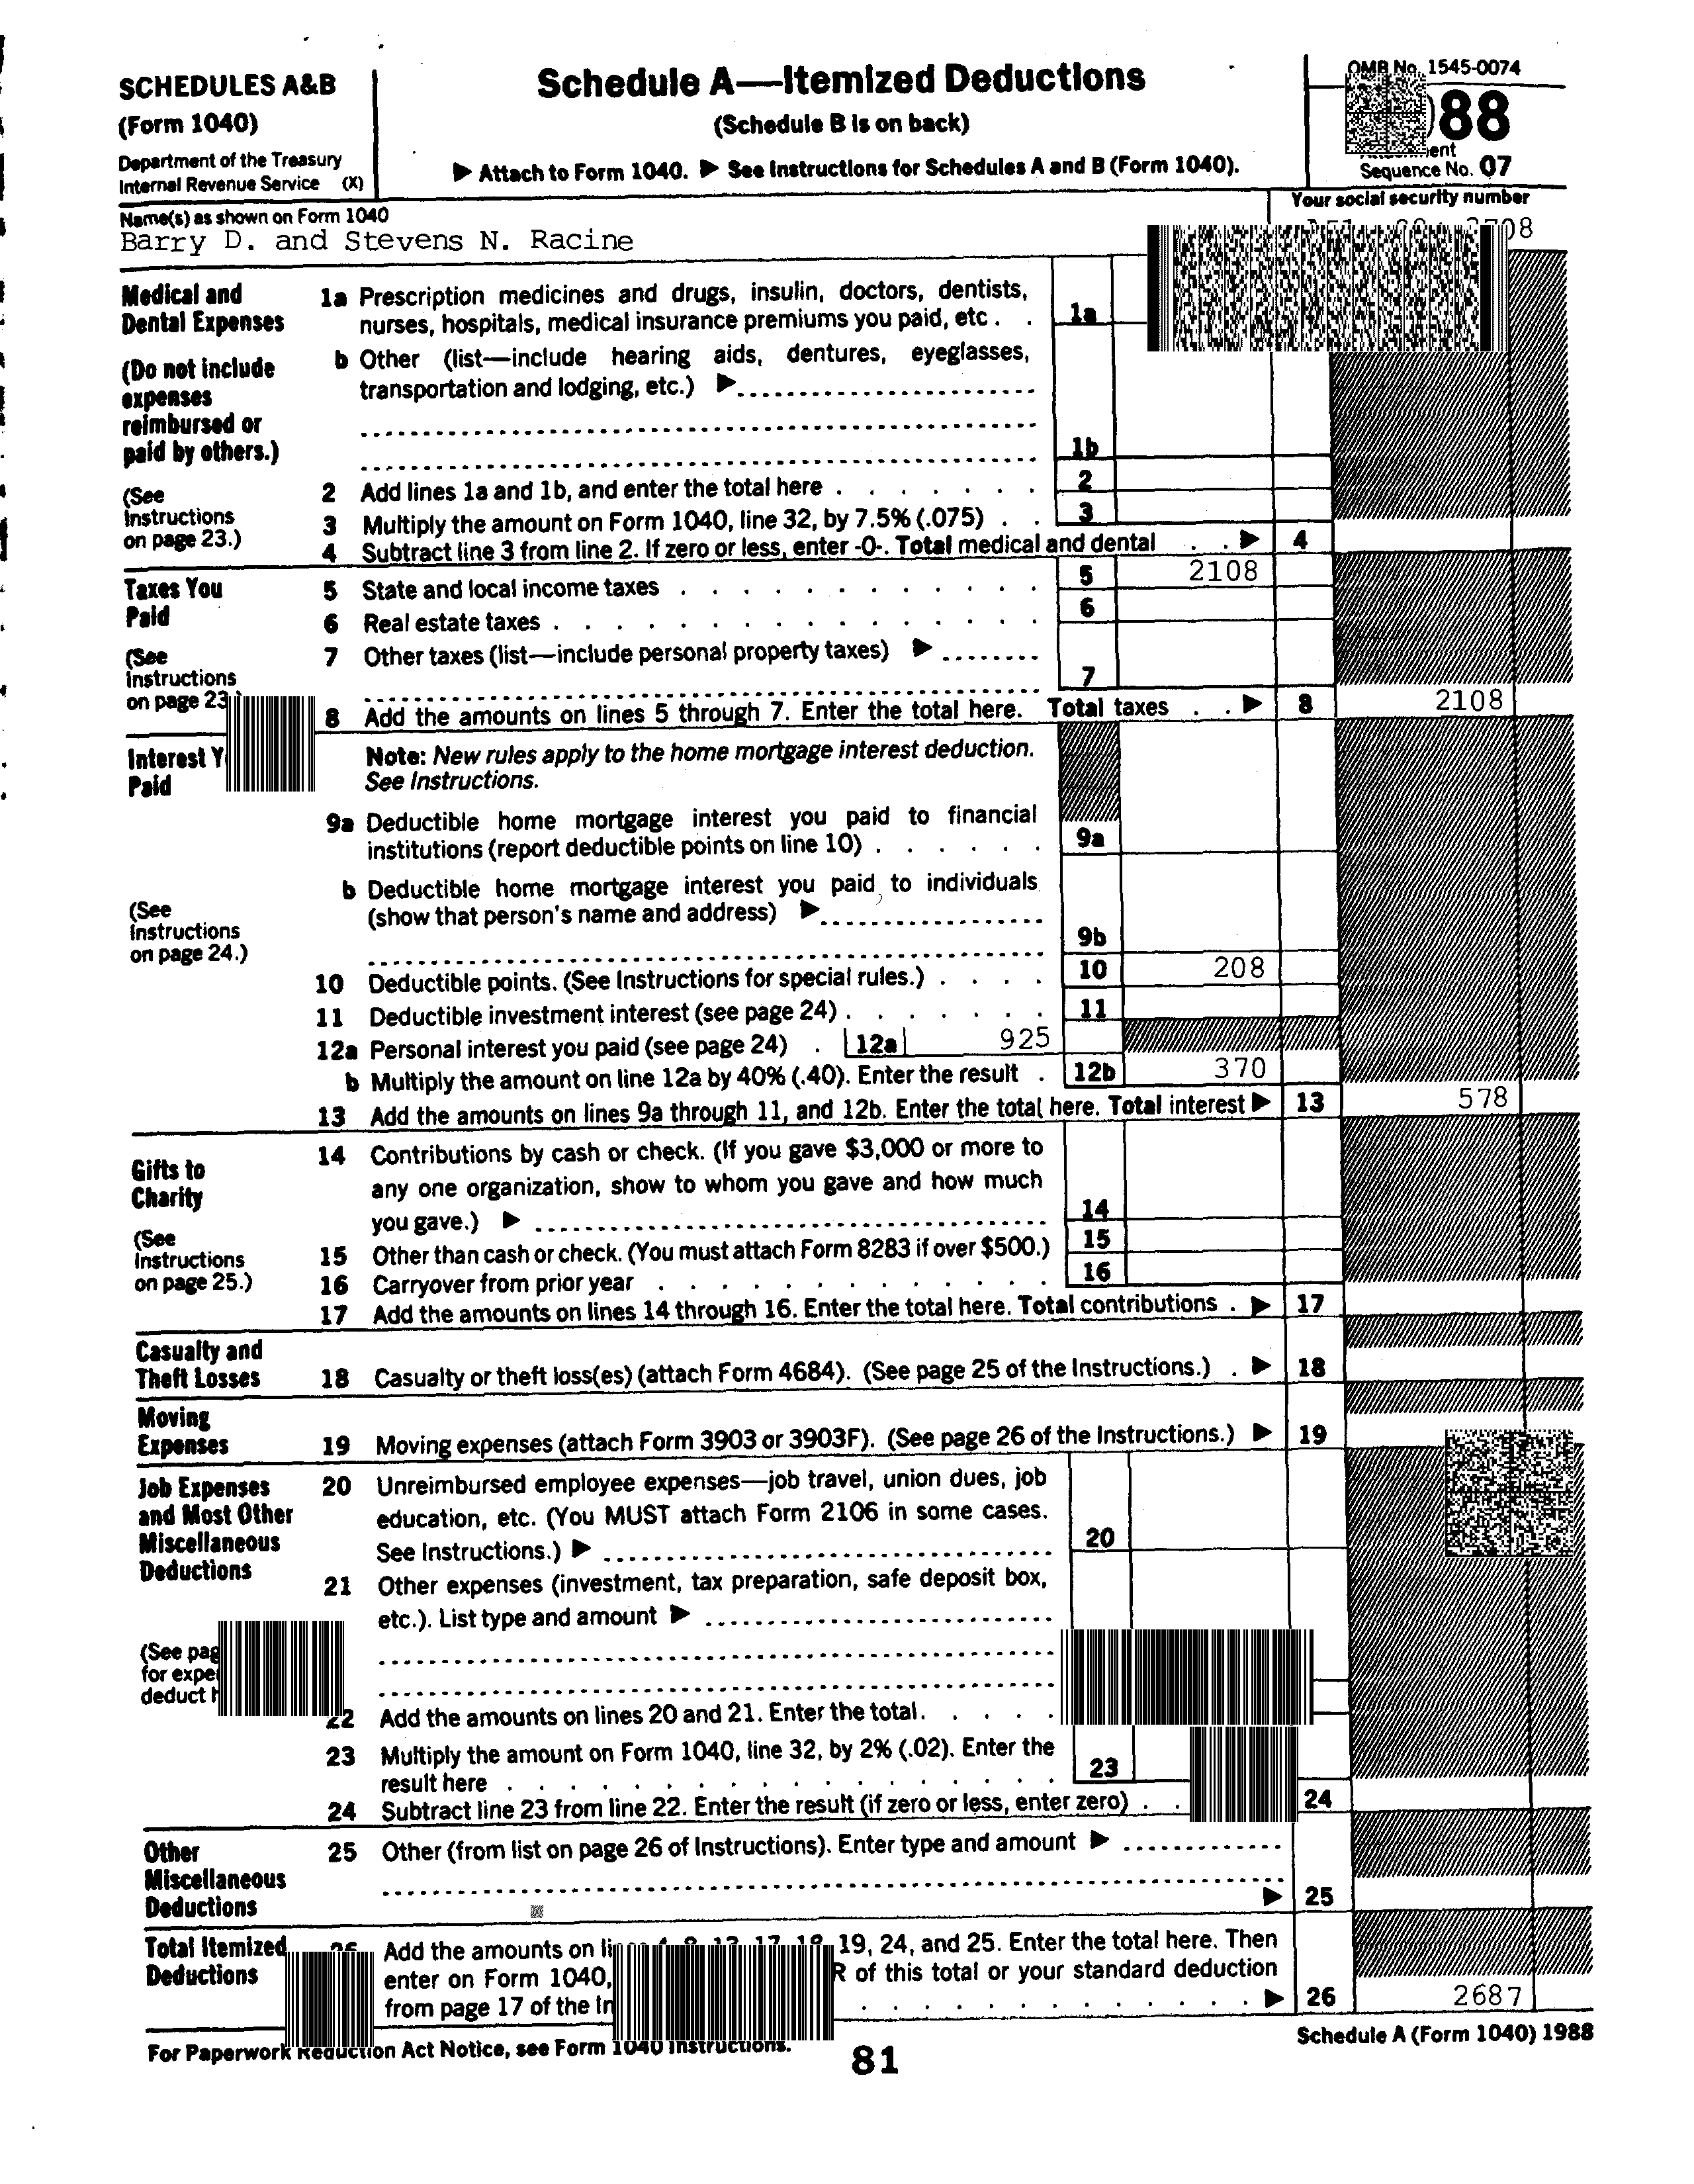 SCHEDULES A&B
(Form 1040)
Department of the Treasury
Internal Revenue Service (X)
Schedule A—Itemized Deductions
(Schedule B is on back)
▶ Attach to Form 1040. ▶ See Instructions for Schedules A and B (Form 1040).
OMB No. 1545-0074
88
Sequence No. 07
Name(s) as shown on Form 1040
Barry D. and Stevens N. Racine
Your social security number
08
Medical and
Dental Expenses
(Do not include
expenses
reimbursed or
paid by others.)
(See
Instructions
on page 23.)
1a Prescription medicines and drugs, insulin, doctors, dentists,
nurses, hospitals, medical insurance premiums you paid, etc . . 1a
b Other (list—include hearing aids, dentures, eyeglasses,
transportation and lodging, etc.) ▶
1b
2 Add lines 1a and 1b, and enter the total here . . . . . . . 2
3 Multiply the amount on Form 1040, line 32, by 7.5% (.075) . . 3
4 Subtract line 3 from line 2. If zero or less, enter -0-. Total medical and dental . . ▶ 4
Taxes You
Paid
(See
Instructions
on page 23
5 State and local income taxes . . . . . . . . . . . . 5 2108
6 Real estate taxes . . . . . . . . . . . . . . . . 6
7 Other taxes (list—include personal property taxes) ▶
7
8 Add the amounts on lines 5 through 7. Enter the total here. Total taxes . . ▶ 8 2108
Interest Y
Paid
(See
Instructions
on page 24.)
Note: New rules apply to the home mortgage interest deduction.
See Instructions.
9a Deductible home mortgage interest you paid to financial
institutions (report deductible points on line 10) . . . . . . 9a
b Deductible home mortgage interest you paid to individuals
(show that person's name and address) ▶
9b
10 Deductible points. (See Instructions for special rules.) . . . . 10 208
11 Deductible investment interest (see page 24) . . . . . . . 11
12a Personal interest you paid (see page 24) . 12a 925
b Multiply the amount on line 12a by 40% (.40). Enter the result . 12b 370
13 Add the amounts on lines 9a through 11, and 12b. Enter the total here. Total interest ▶ 13 578
Gifts to
Charity
(See
Instructions
on page 25.)
14 Contributions by cash or check. (If you gave $3,000 or more to
any one organization, show to whom you gave and how much
you gave.) ▶ 14
15 Other than cash or check. (You must attach Form 8283 if over $500.) 15
16 Carryover from prior year . . . . . . . . . . . . . 16
17 Add the amounts on lines 14 through 16. Enter the total here. Total contributions . ▶ 17
Casualty and
Theft Losses
18 Casualty or theft loss(es) (attach Form 4684). (See page 25 of the Instructions.) . ▶ 18
Moving
Expenses
19 Moving expenses (attach Form 3903 or 3903F). (See page 26 of the Instructions.) ▶ 19
Job Expenses
and Most Other
Miscellaneous
Deductions
(See
for
deduct
20 Unreimbursed employee expenses—job travel, union dues, job
education, etc. (You MUST attach Form 2106 in some cases.
See Instructions.) ▶ 20
21 Other expenses (investment, tax preparation, safe deposit box,
etc.). List type and amount ▶
22 Add the amounts on lines 20 and 21. Enter the total. . . . .
23 Multiply the amount on Form 1040, line 32, by 2% (.02). Enter the
result here . . . . . . . . . . . . . . . . . 23
24 Subtract line 23 from line 22. Enter the result (if zero or less, enter zero) . . 24
Other
Miscellaneous
Deductions
25 Other (from list on page 26 of Instructions). Enter type and amount ▶
▶ 25
Total Itemized
Deductions
Add the amounts on 19, 24, and 25. Enter the total here. Then
enter on Form 1040, of this total or your standard deduction
from page 17 of the . . . . . . . . . . . . . ▶ 26 2687
For Paperwork Reduction Act Notice, see Form 1040 Instructions.
81
Schedule A (Form 1040) 1988